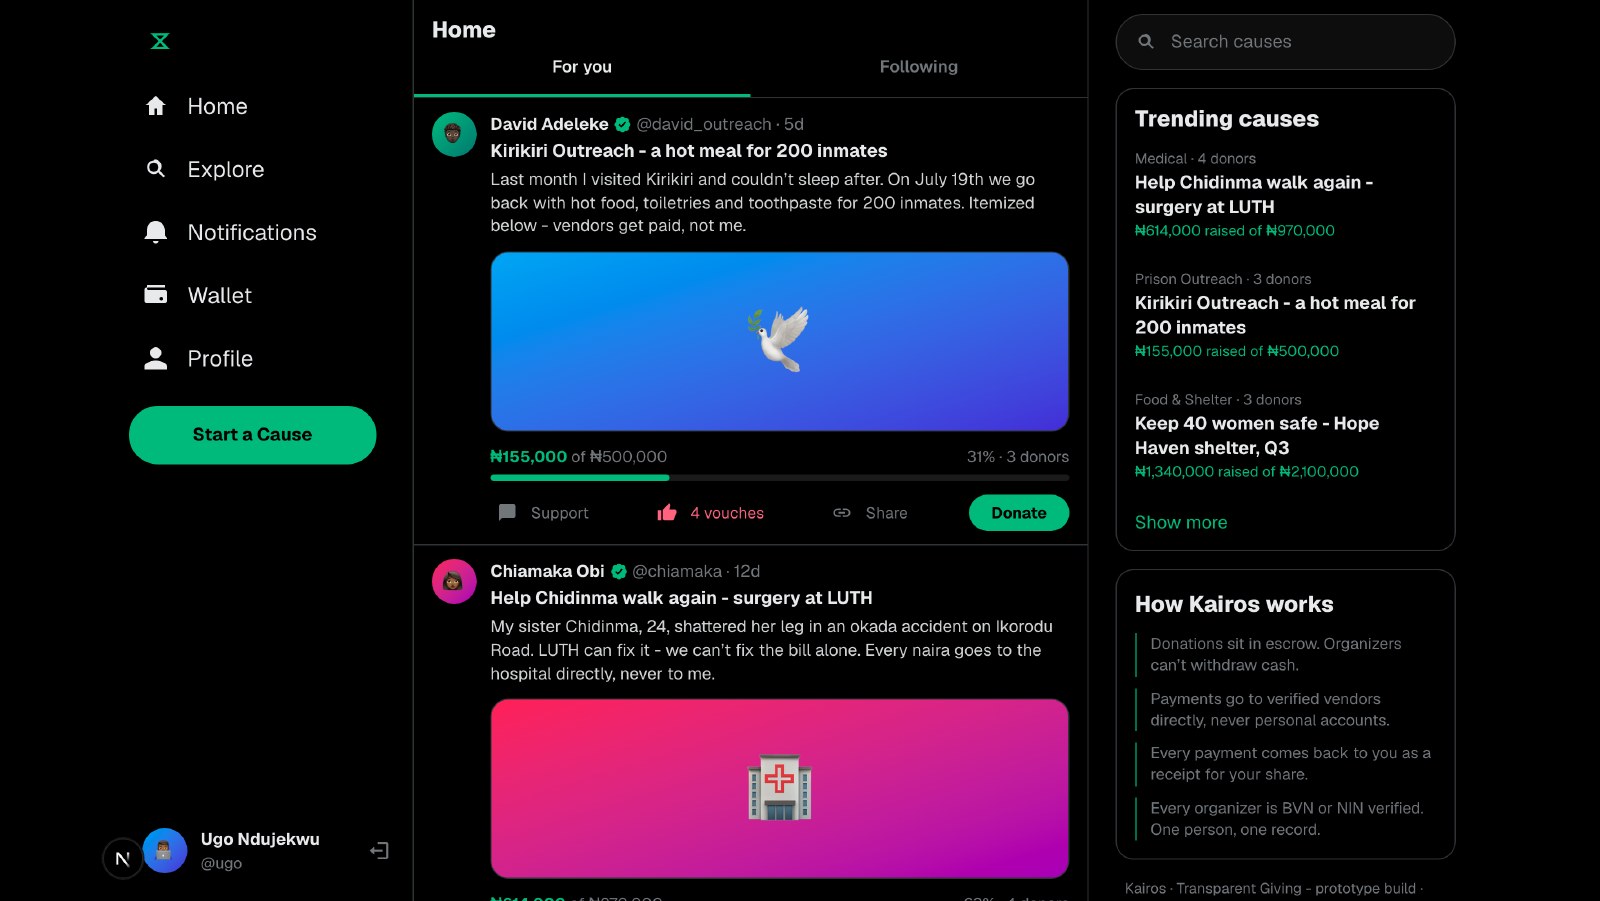 Home
Explore
Notifications
Wallet
Profile
Start a Cause
N
Ugo Ndujekwu
@ugo
Home
For you
Following
David Adeleke @david_outreach · 5d
Kirikiri Outreach - a hot meal for 200 inmates
Last month I visited Kirikiri and couldn’t sleep after. On July 19th we go
back with hot food, toiletries and toothpaste for 200 inmates. Itemized
below - vendors get paid, not me.
₦155,000 of ₦500,000
31% · 3 donors
Support
4 vouches
Share
Donate
Chiamaka Obi @chiamaka · 12d
Help Chidinma walk again - surgery at LUTH
My sister Chidinma, 24, shattered her leg in an okada accident on Ikorodu
Road. LUTH can fix it - we can’t fix the bill alone. Every naira goes to the
hospital directly, never to me.
₦614,000 of ₦970,000
63% · 4 donors
Search causes
Trending causes
Medical · 4 donors
Help Chidinma walk again -
surgery at LUTH
₦614,000 raised of ₦970,000
Prison Outreach · 3 donors
Kirikiri Outreach - a hot meal for
200 inmates
₦155,000 raised of ₦500,000
Food & Shelter · 3 donors
Keep 40 women safe - Hope
Haven shelter, Q3
₦1,340,000 raised of ₦2,100,000
Show more
How Kairos works
Donations sit in escrow. Organizers
can’t withdraw cash.
Payments go to verified vendors
directly, never personal accounts.
Every payment comes back to you as a
receipt for your share.
Every organizer is BVN or NIN verified.
One person, one record.
Kairos · Transparent Giving - prototype build ·